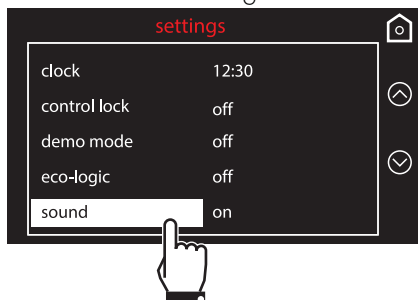 settings
clock 12:30
control lock off
demo mode off
eco-logic off
sound on